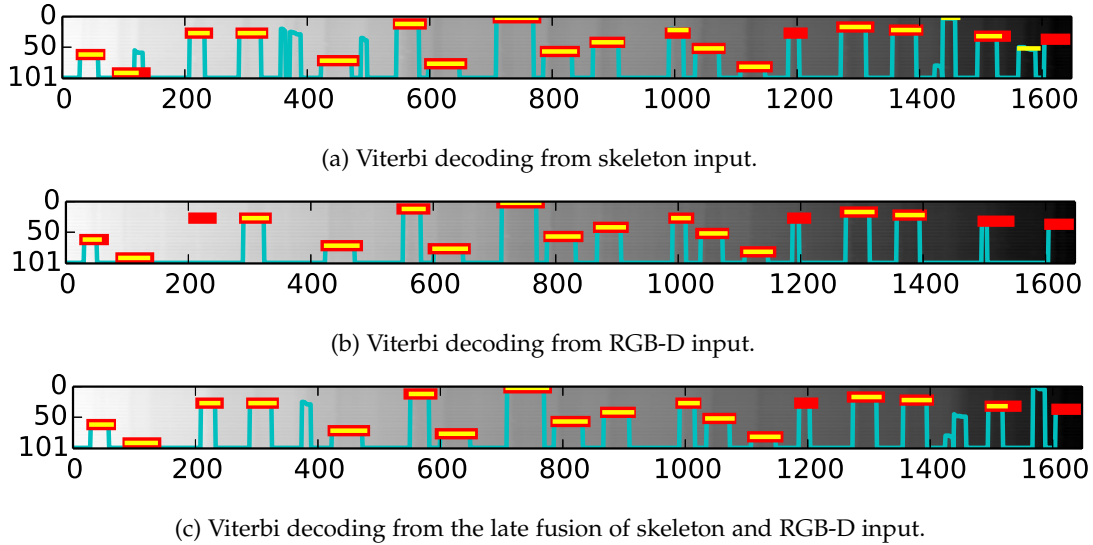 0
50
101
0 200 400 600 800 1000 1200 1400 1600
(a) Viterbi decoding from skeleton input.
0
50
101
0 200 400 600 800 1000 1200 1400 1600
(b) Viterbi decoding from RGB-D input.
0
50
101
0 200 400 600 800 1000 1200 1400 1600
(c) Viterbi decoding from the late fusion of skeleton and RGB-D input.